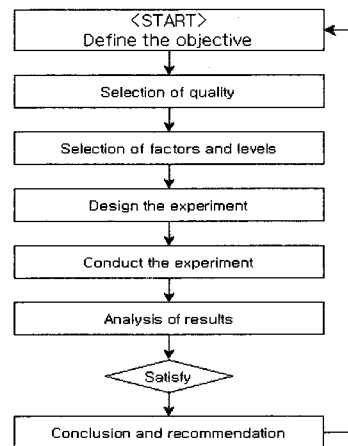 <START>
Define the objective
Selection of quality
Selection of factors and levels
Design the experiment
Conduct the experiment
Analysis of results
Satisfy
Conclusion and recommendation